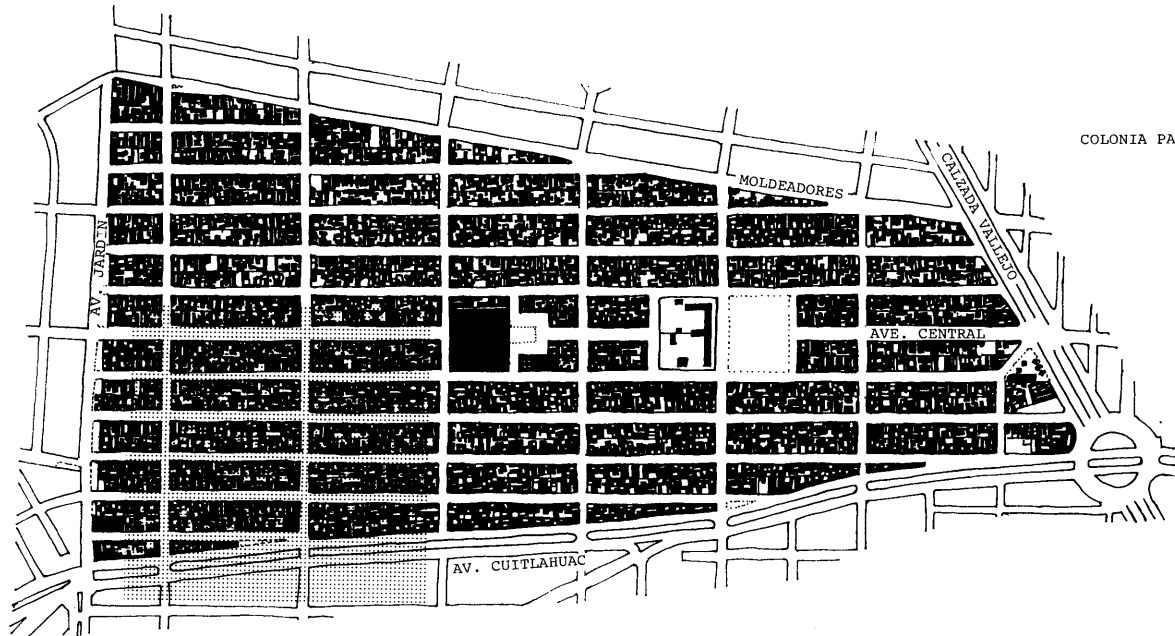 COLONIA PA
CALZADA VALLEJO
MOLDEADORES
AV. JARDIN
AVE. CENTRAL
AV. CUITLAHUAC